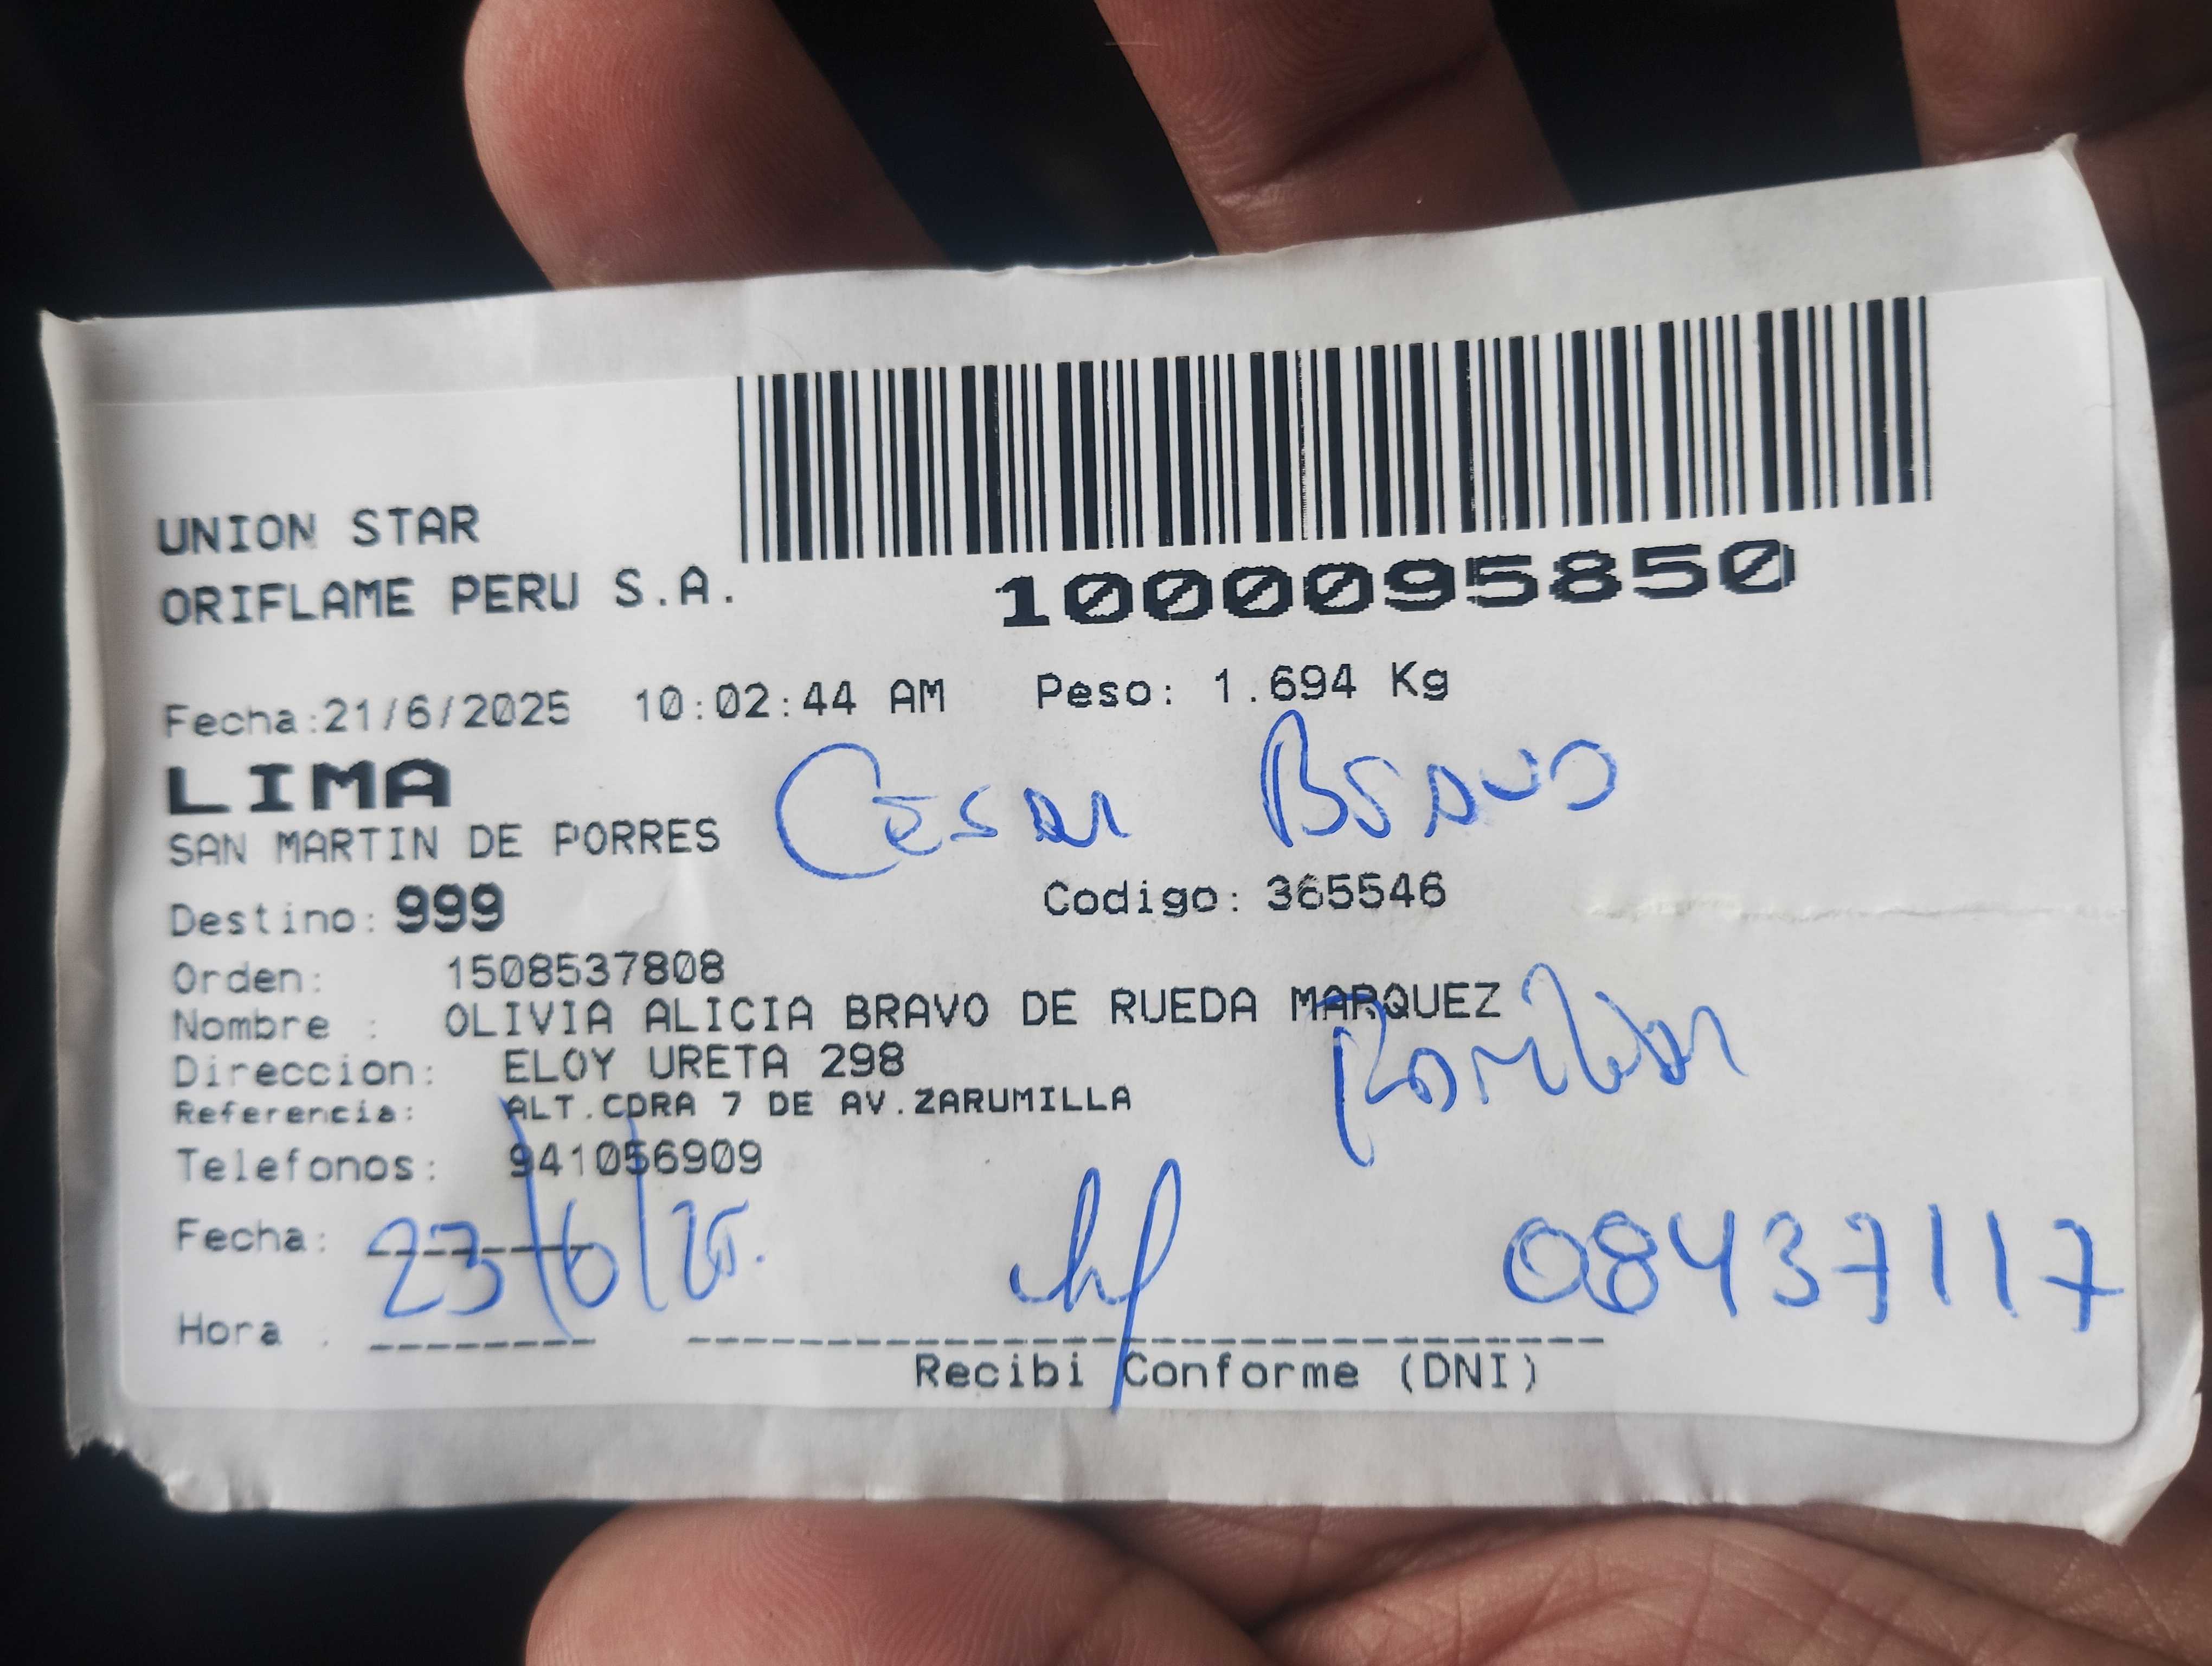 UNION STAR
ORIFLAME PERU S.A.
1000095850
Fecha:21/6/2025 10:02:44 AM Peso: 1.694 Kg
LIMA
CESAR BRAVO
SAN MARTIN DE PORRES
Destino: 999 Codigo: 365546
Orden: 1508537808
Nombre : OLIVIA ALICIA BRAVO DE RUEDA MARQUEZ
Direccion: ELOY URETA 298
Referencia: ALT.CDRA 7 DE AV.ZARUMILLA
Telefonos: 941056909
Fecha: 23/6/25. 08437117
Hora :
Recibi Conforme (DNI)